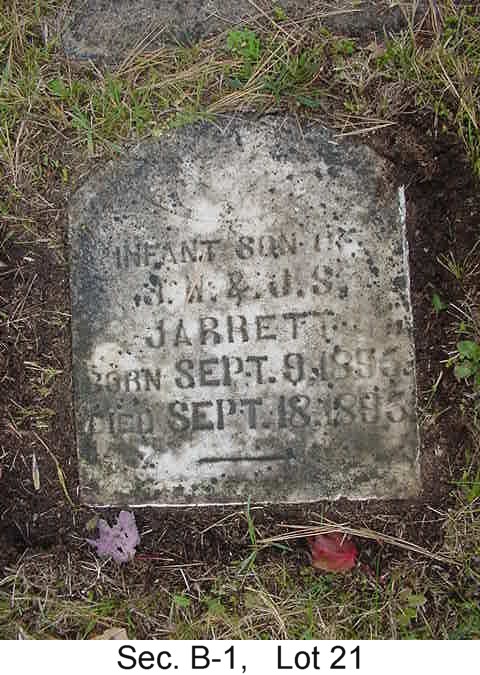 INFANT SON OF
J. W. & J. S.
JARRETT
BORN SEPT. 9. 1895.
DIED SEPT. 18. 1895
Sec. B-1, Lot 21